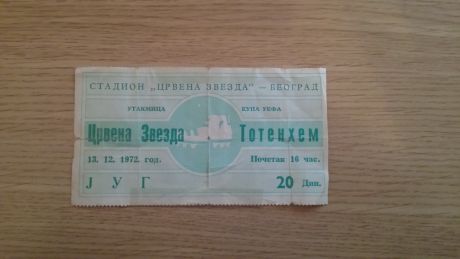 СТАДИОН „ЦРВЕНА ЗВЕЗДА" — БЕОГРАД
УТАКМИЦА КУПА УЕФА
Црвена Звезда Тотенхем
13. 12. 1972. год. Почетак 16 час.
ЈУГ 20 Дин.